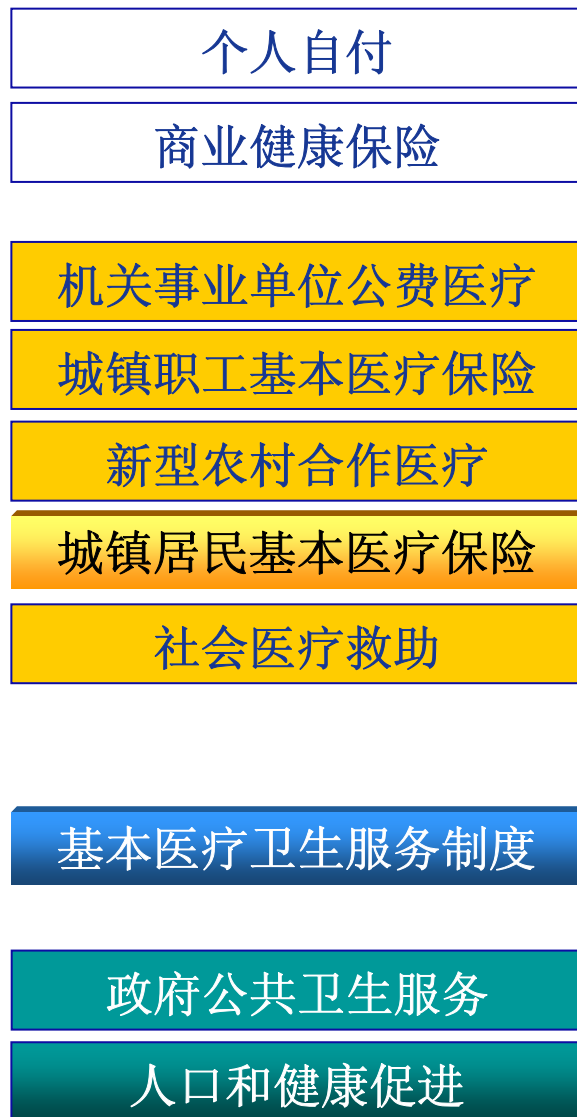 个人自付
商业健康保险
机关事业单位公费医疗
城镇职工基本医疗保险
新型农村合作医疗
城镇居民基本医疗保险
社会医疗救助
基本医疗卫生服务制度
政府公共卫生服务
人口和健康促进